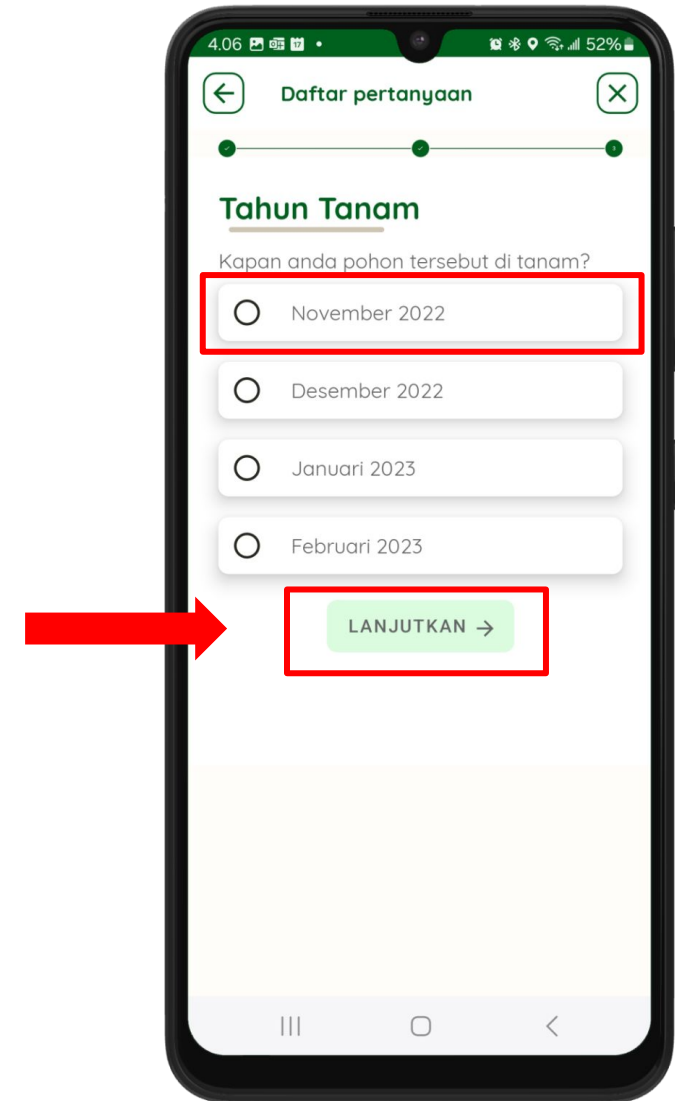 4.06 52%
Daftar pertanyaan
3
Tahun Tanam
Kapan anda pohon tersebut di tanam?
November 2022
Desember 2022
Januari 2023
Februari 2023
LANJUTKAN →